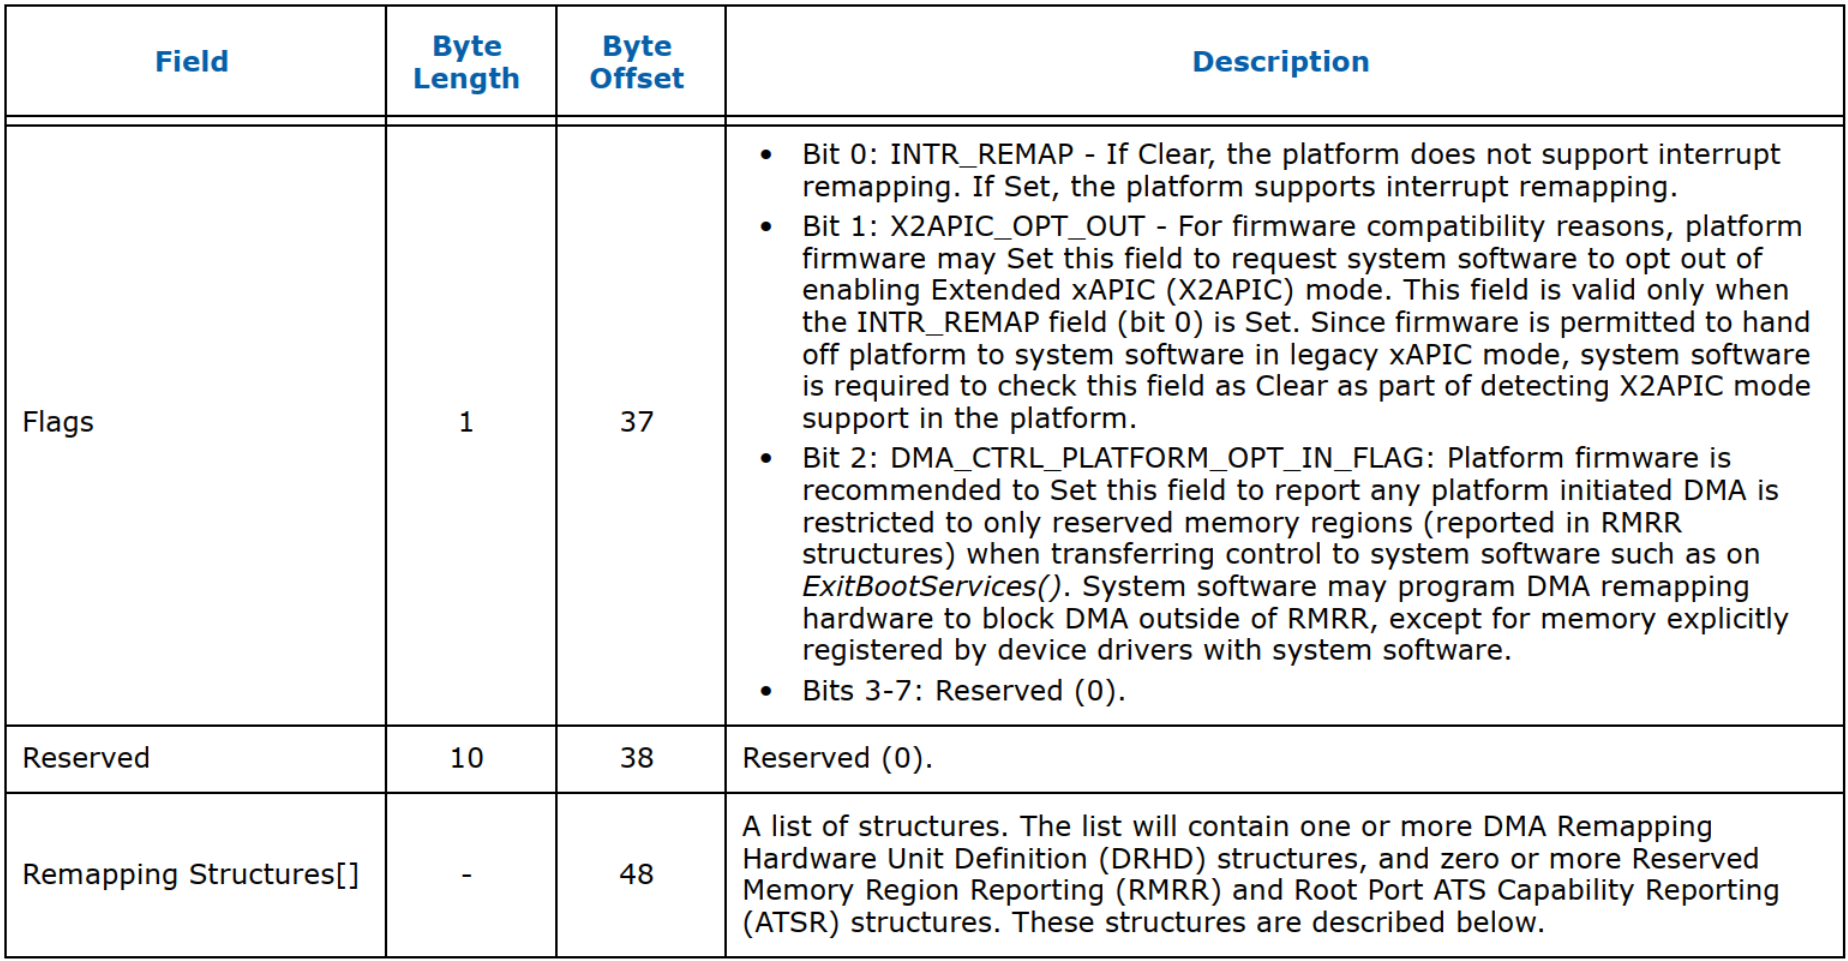 Field
Byte
Length
Byte
Offset
Description
Flags
1
37
• Bit 0: INTR_REMAP - If Clear, the platform does not support interrupt
remapping. If Set, the platform supports interrupt remapping.
• Bit 1: X2APIC_OPT_OUT - For firmware compatibility reasons, platform
firmware may Set this field to request system software to opt out of
enabling Extended xAPIC (X2APIC) mode. This field is valid only when
the INTR_REMAP field (bit 0) is Set. Since firmware is permitted to hand
off platform to system software in legacy xAPIC mode, system software
is required to check this field as Clear as part of detecting X2APIC mode
support in the platform.
• Bit 2: DMA_CTRL_PLATFORM_OPT_IN_FLAG: Platform firmware is
recommended to Set this field to report any platform initiated DMA is
restricted to only reserved memory regions (reported in RMRR
structures) when transferring control to system software such as on
ExitBootServices(). System software may program DMA remapping
hardware to block DMA outside of RMRR, except for memory explicitly
registered by device drivers with system software.
• Bits 3-7: Reserved (0).
Reserved
10
38
Reserved (0).
Remapping Structures[]
-
48
A list of structures. The list will contain one or more DMA Remapping
Hardware Unit Definition (DRHD) structures, and zero or more Reserved
Memory Region Reporting (RMRR) and Root Port ATS Capability Reporting
(ATSR) structures. These structures are described below.